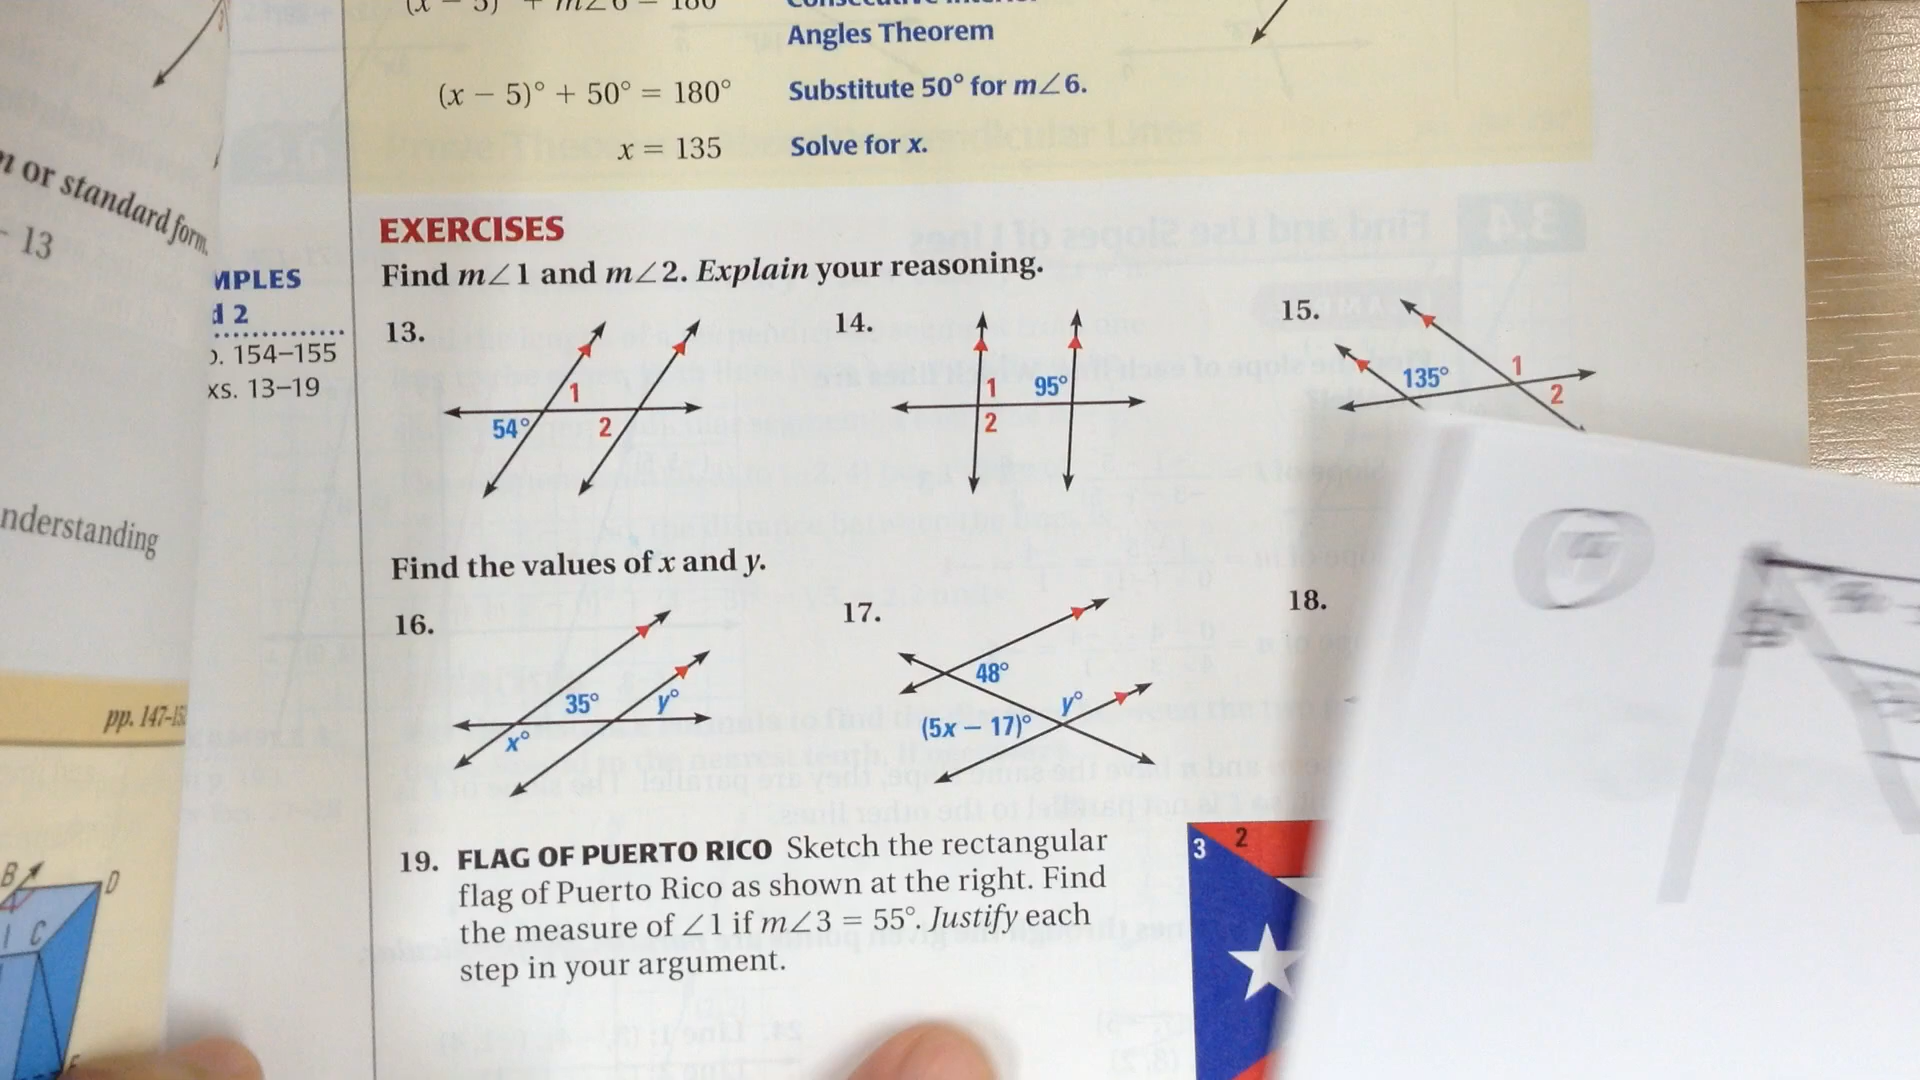 Angles Theorem
(x − 5)° + 50° = 180° Substitute 50° for m∠6.
x = 135 Solve for x.
n or standard form.
- 13
EXERCISES
MPLES
d 2
p. 154–155
xs. 13–19
Find m∠1 and m∠2. Explain your reasoning.
13.
1
54°
2
14.
1
95°
2
15.
135°
1
2
nderstanding
Find the values of x and y.
16.
35°
y°
x°
17.
48°
y°
(5x − 17)°
18.
pp. 147-15
19. FLAG OF PUERTO RICO Sketch the rectangular
flag of Puerto Rico as shown at the right. Find
the measure of ∠1 if m∠3 = 55°. Justify each
step in your argument.
3
2
B
D
C